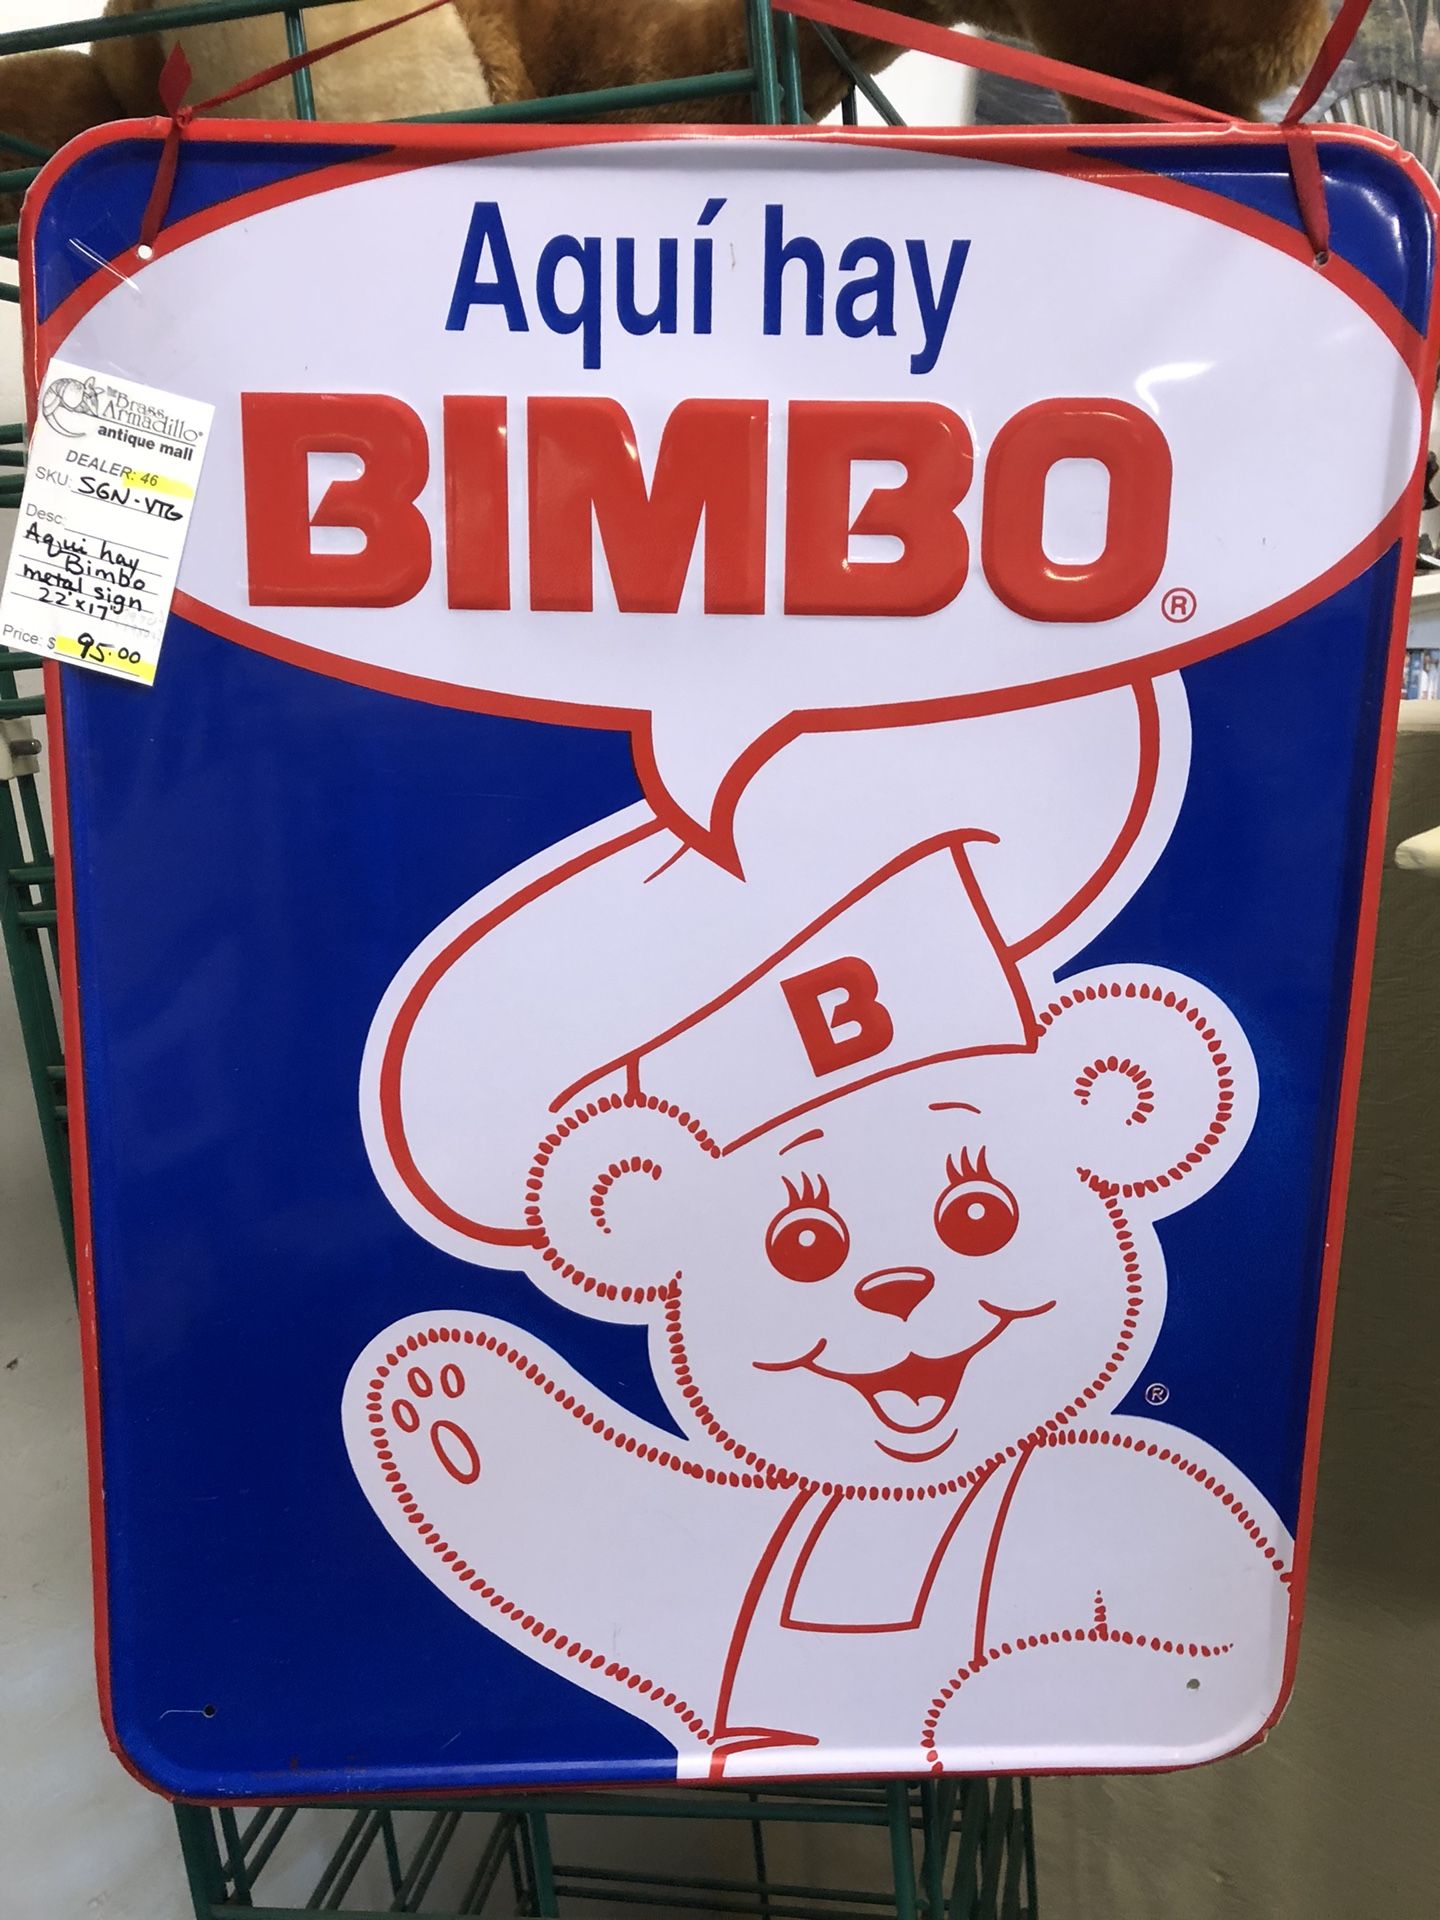 Aquí hay
BIMBO®
B
®
THE
Brass
Armadillo®
antique mall
DEALER: 46
SKU: SGN-VTG
Desc:
Aqui hay
Bimbo
metal sign
22"x17"
Price: $ 95.00